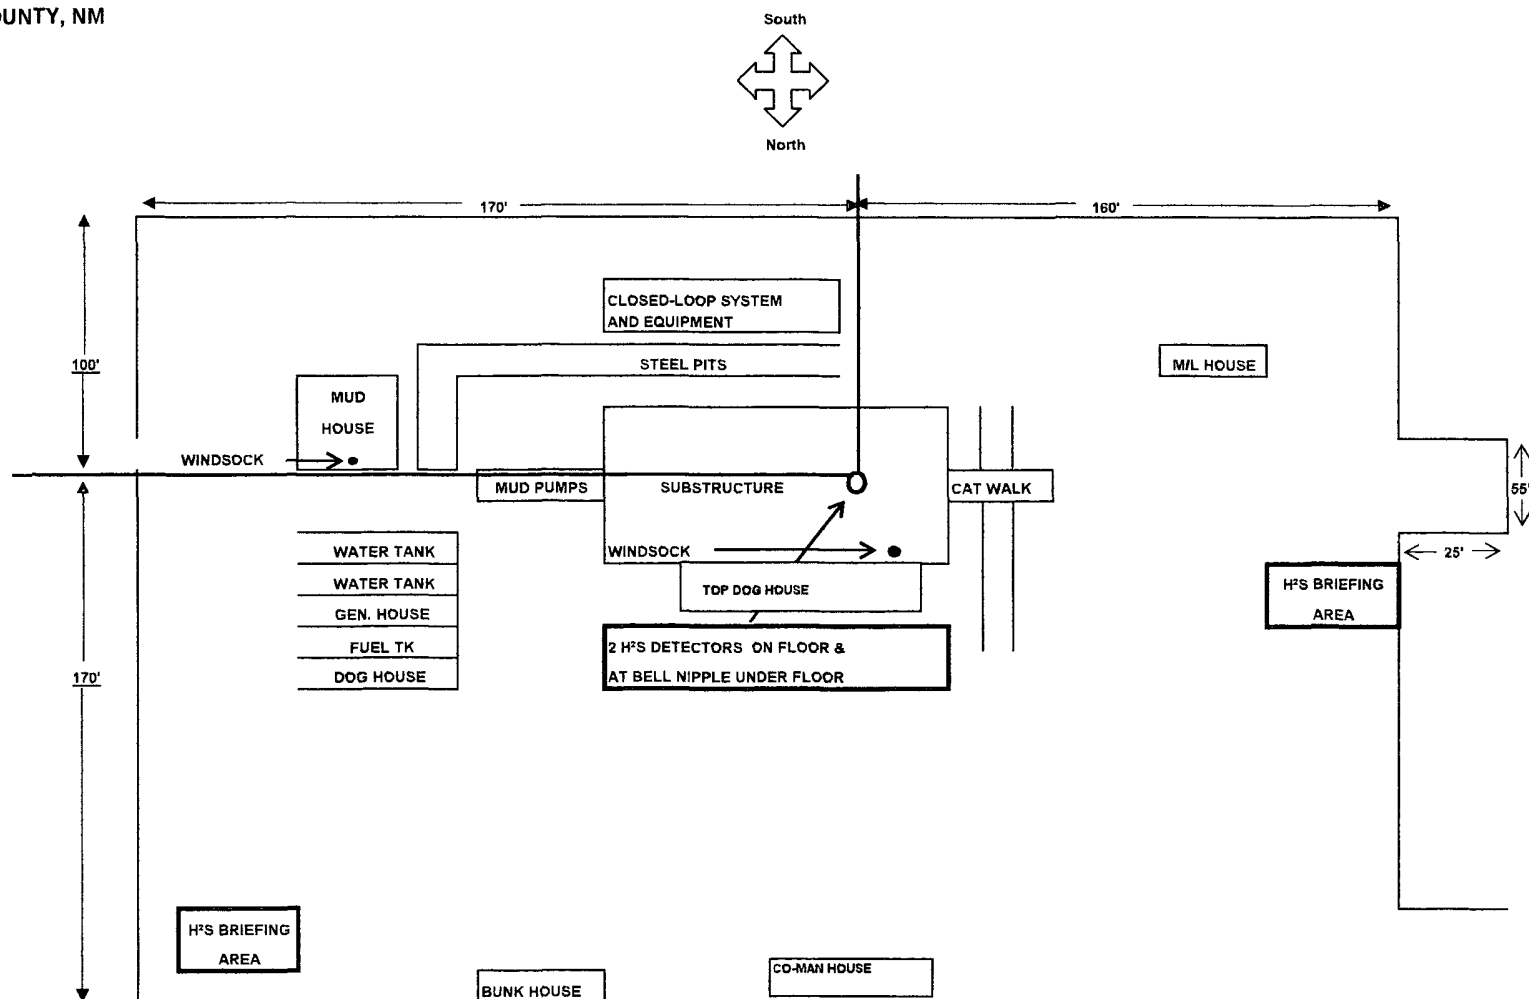 OUNTY, NM
South
North
170'
160'
CLOSED-LOOP SYSTEM
AND EQUIPMENT
100'
STEEL PITS
M/L HOUSE
MUD
HOUSE
WINDSOCK
MUD PUMPS
SUBSTRUCTURE
CAT WALK
55'
WATER TANK
WINDSOCK
25'
WATER TANK
TOP DOG HOUSE
H²S BRIEFING
AREA
GEN. HOUSE
FUEL TK
2 H²S DETECTORS ON FLOOR &
AT BELL NIPPLE UNDER FLOOR
170'
DOG HOUSE
H²S BRIEFING
AREA
CO-MAN HOUSE
BUNK HOUSE